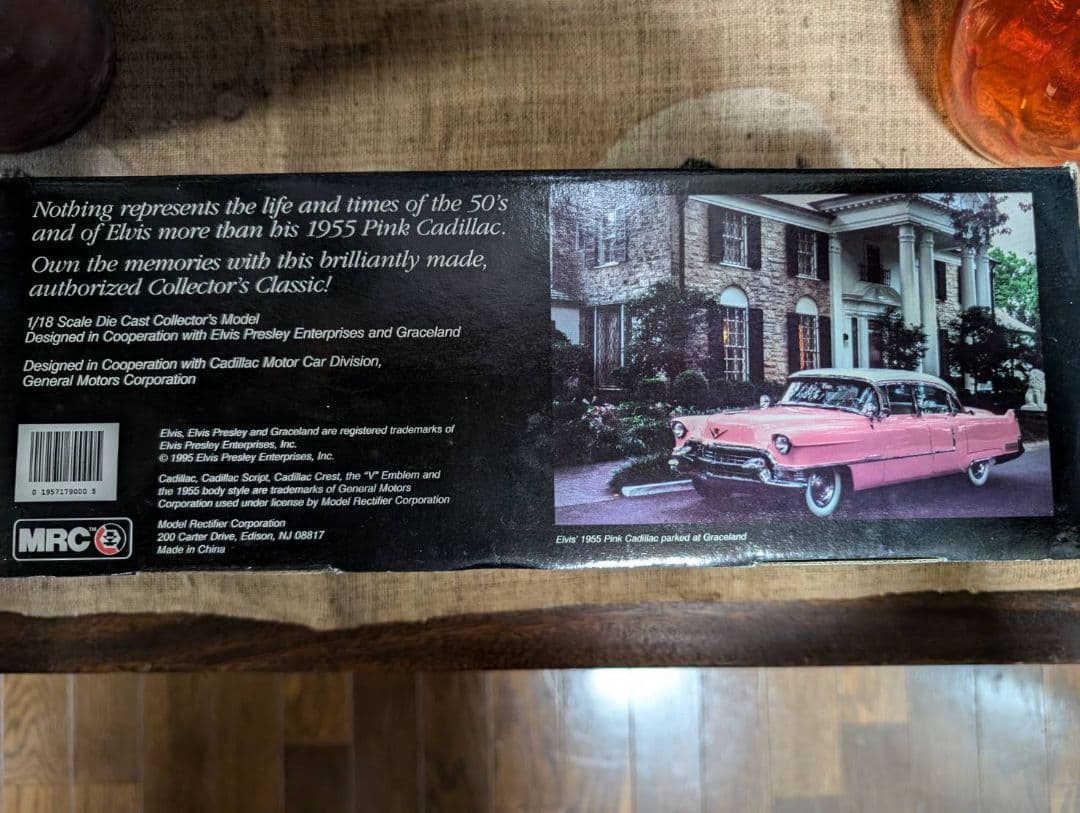 Nothing represents the life and times of the 50's
and of Elvis more than his 1955 Pink Cadillac.
Own the memories with this brilliantly made,
authorized Collector's Classic!
1/18 Scale Die Cast Collector's Model
Designed in Cooperation with Elvis Presley Enterprises and Graceland
Designed in Cooperation with Cadillac Motor Car Division,
General Motors Corporation
Elvis, Elvis Presley and Graceland are registered trademarks of
Elvis Presley Enterprises, Inc.
© 1995 Elvis Presley Enterprises, Inc.
Cadillac, Cadillac Script, Cadillac Crest, the "V" Emblem and
the 1955 body style are trademarks of General Motors
Corporation used under license by Model Rectifier Corporation
0 1957179000 5
MRC™
Model Rectifier Corporation
200 Carter Drive, Edison, NJ 08817
Made in China
Elvis' 1955 Pink Cadillac parked at Graceland